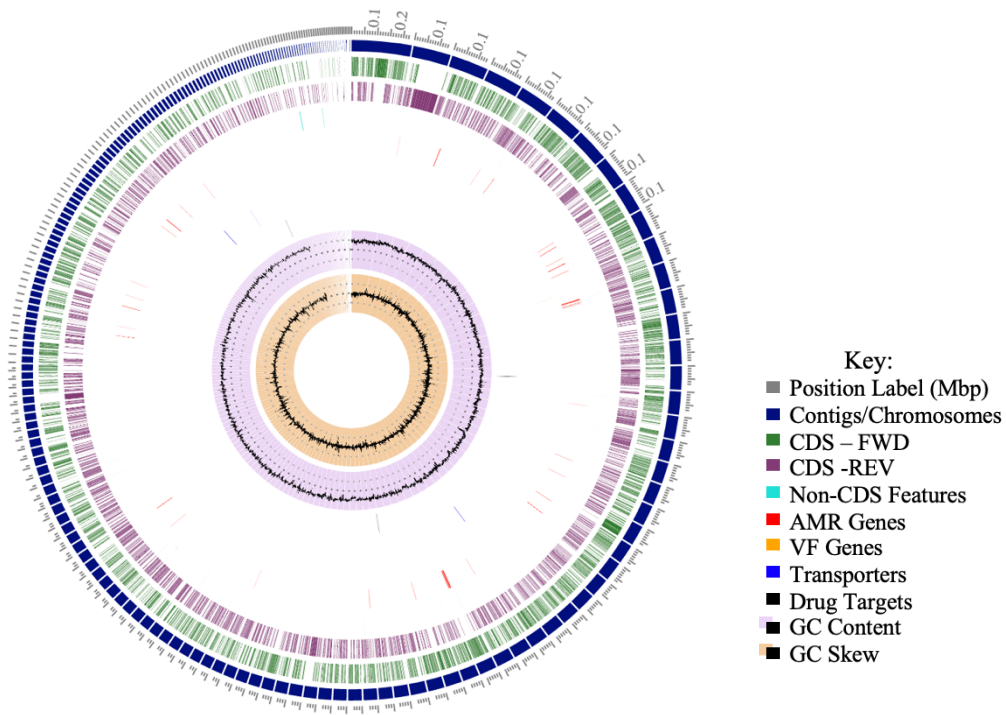 0.1
0.2
0.1
0.1
0.1
0.1
0.1
0.1
0.1
Key:
Position Label (Mbp)
Contigs/Chromosomes
CDS – FWD
CDS -REV
Non-CDS Features
AMR Genes
VF Genes
Transporters
Drug Targets
GC Content
GC Skew